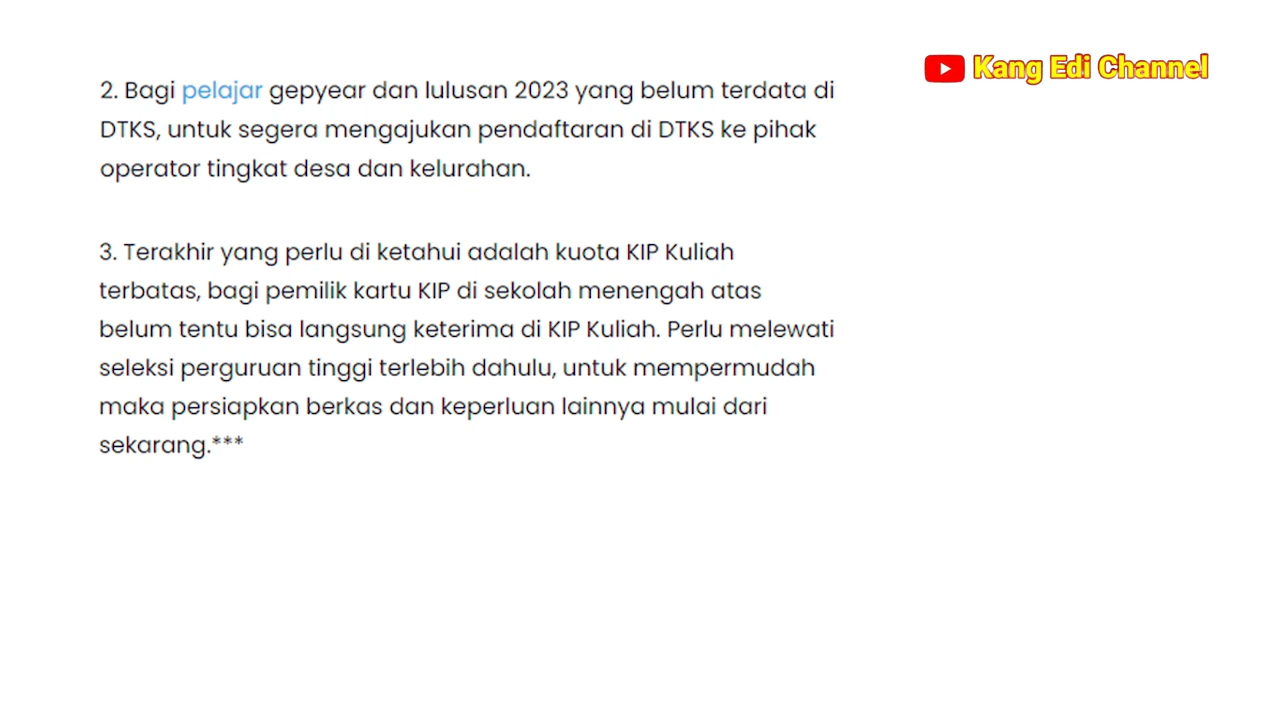 Kang Edi Channel
2. Bagi pelajar gepyear dan lulusan 2023 yang belum terdata di
DTKS, untuk segera mengajukan pendaftaran di DTKS ke pihak
operator tingkat desa dan kelurahan.
3. Terakhir yang perlu di ketahui adalah kuota KIP Kuliah
terbatas, bagi pemilik kartu KIP di sekolah menengah atas
belum tentu bisa langsung keterima di KIP Kuliah. Perlu melewati
seleksi perguruan tinggi terlebih dahulu, untuk mempermudah
maka persiapkan berkas dan keperluan lainnya mulai dari
sekarang.***